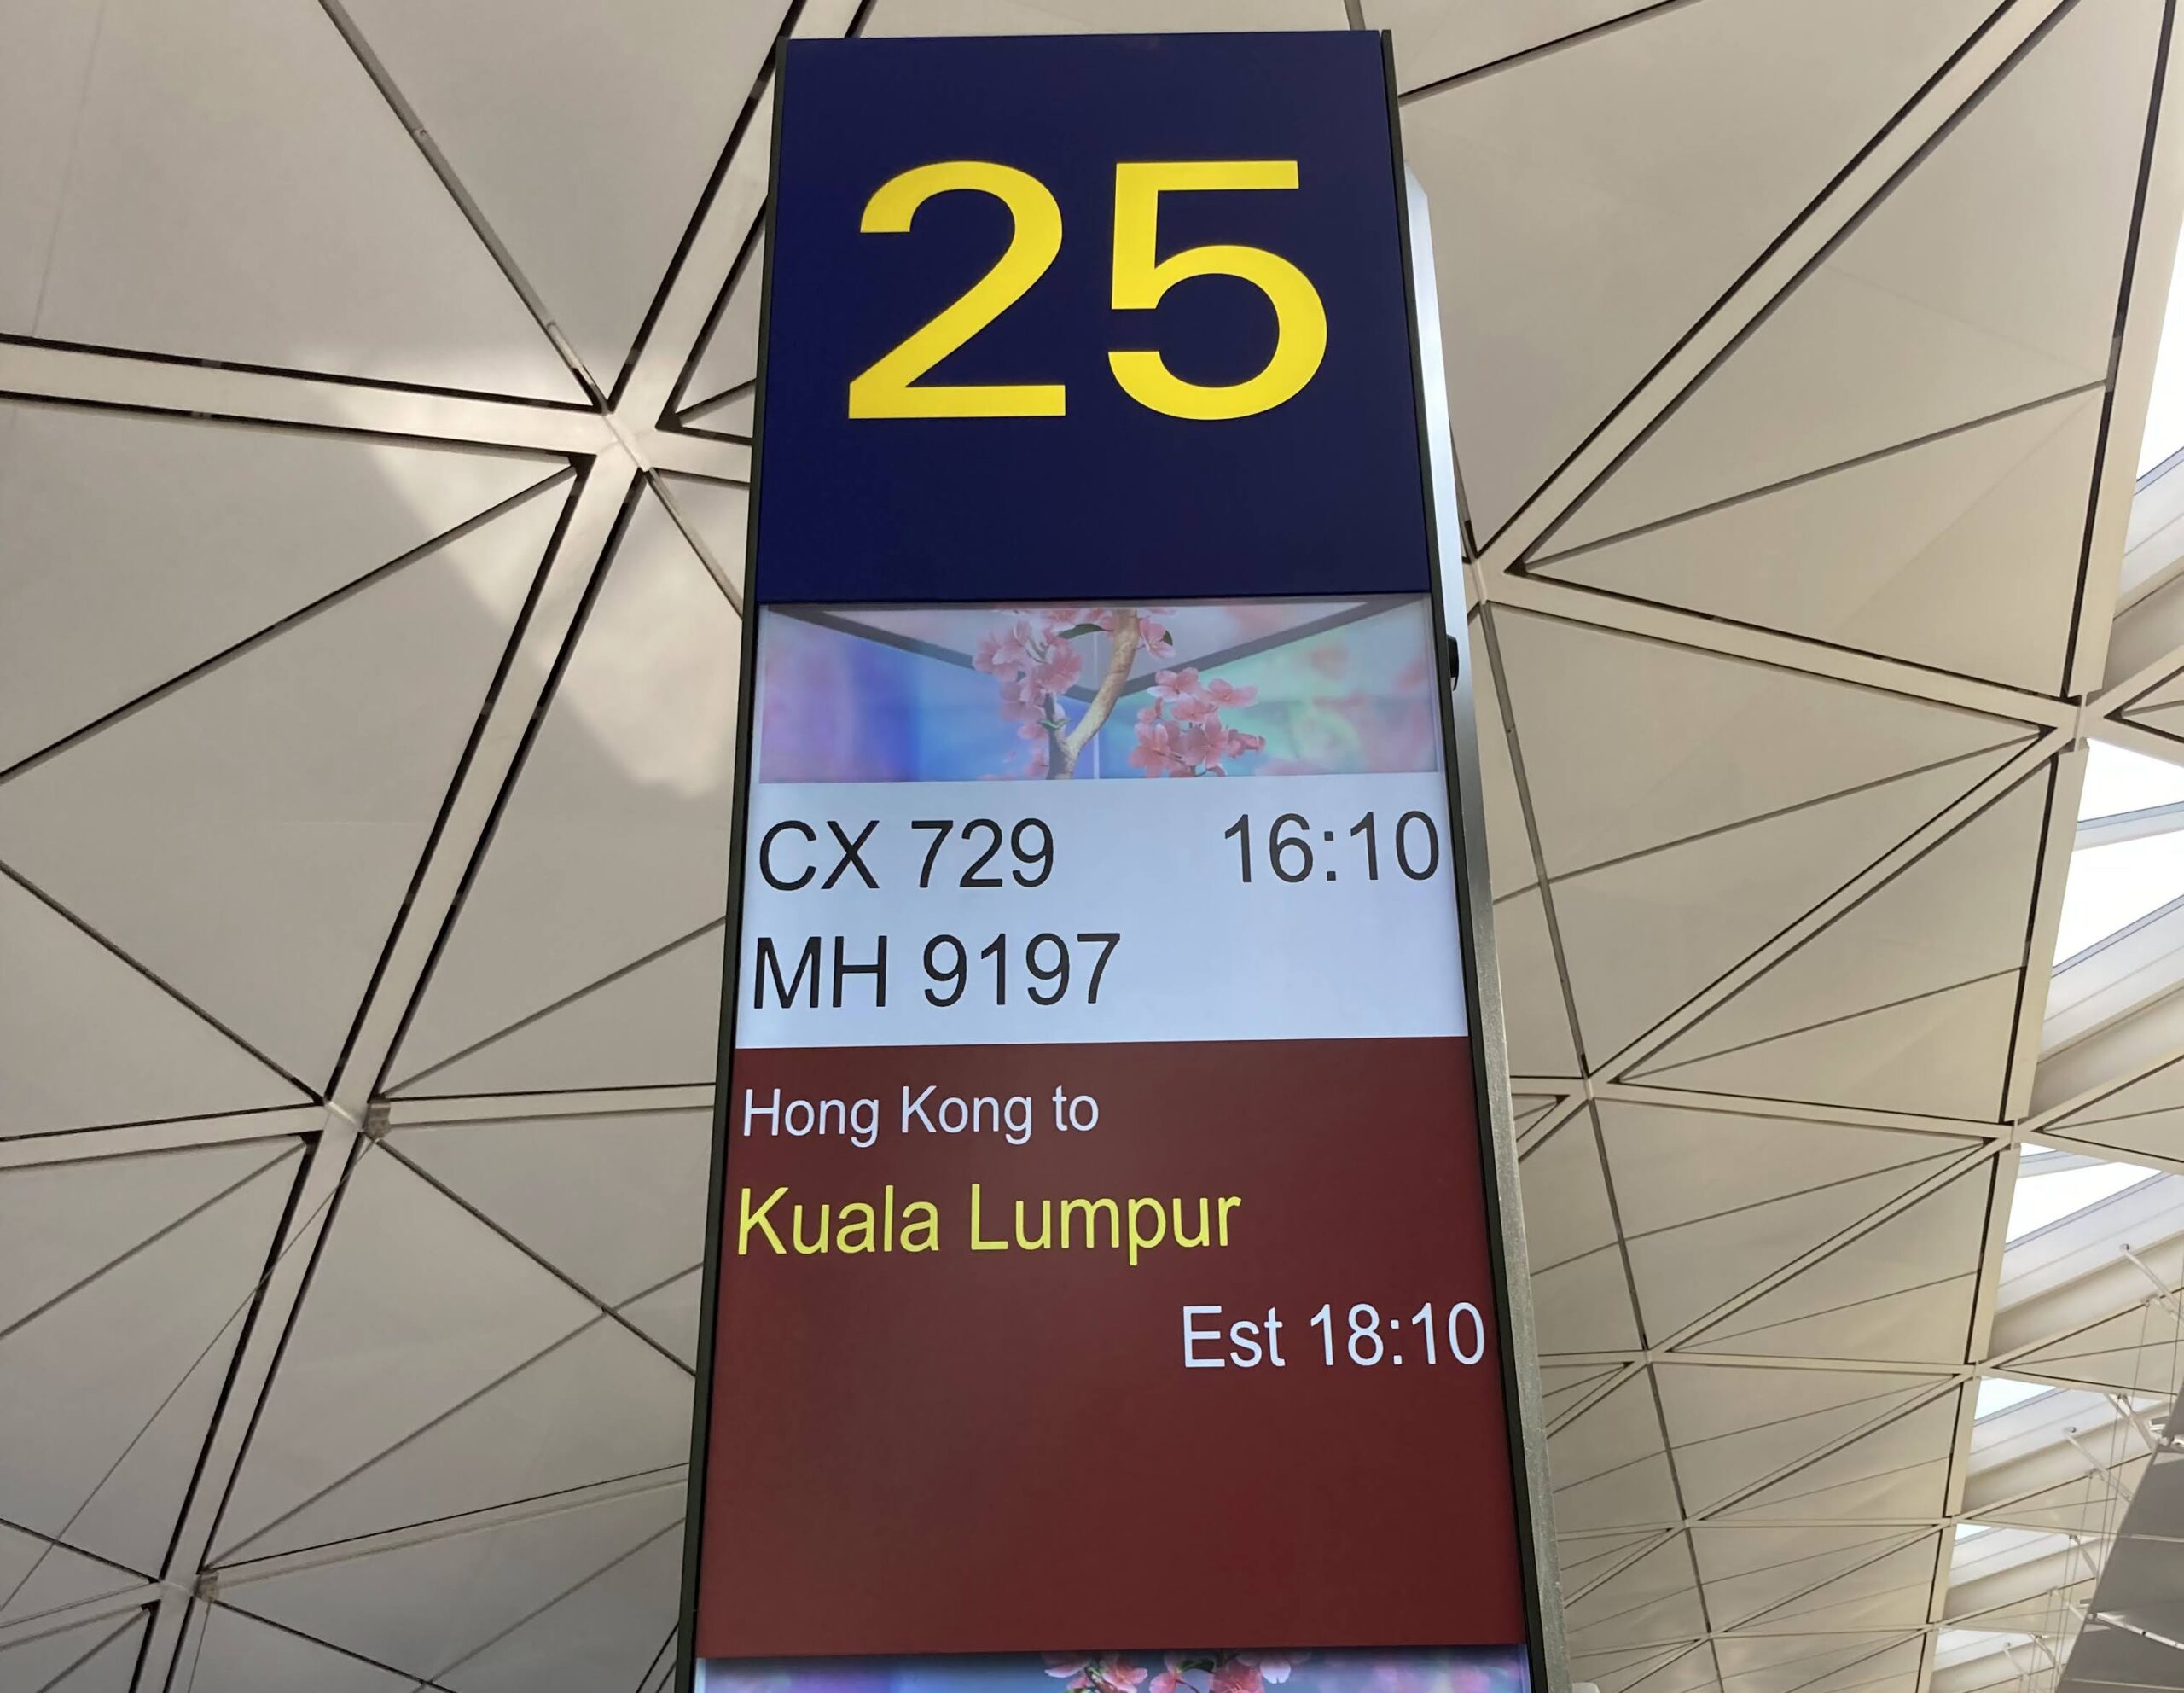 25
CX 729 16:10
MH 9197
Hong Kong to
Kuala Lumpur
Est 18:10